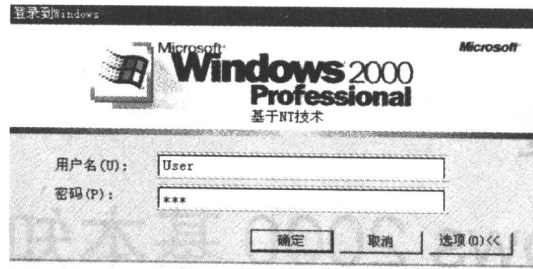 登录到Windows
Microsoft
Microsoft
Windows 2000
Professional
基于NT技术
用户名(U): User
密码(P): ***
确定 取消 选项(O)<<